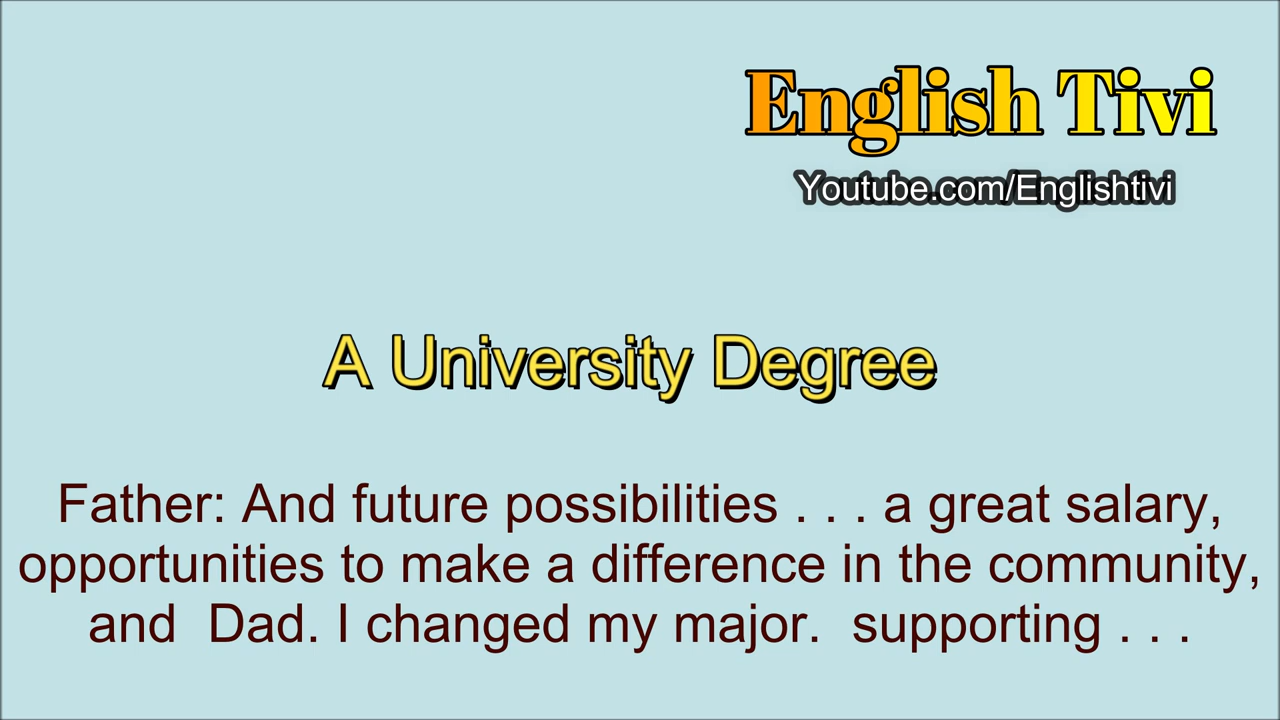 English Tivi
Youtube.com/Englishtivi
A University Degree
Father: And future possibilities . . . a great salary,
opportunities to make a difference in the community,
and  Dad. I changed my major.  supporting . . .